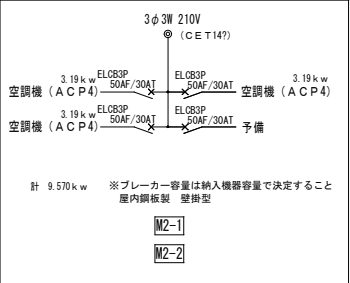 3φ3W 210V
(CET14?)
3.19kw ELCB3P 50AF/30AT 空調機(ACP4)
ELCB3P 50AF/30AT 3.19kw 空調機(ACP4)
3.19kw ELCB3P 50AF/30AT 空調機(ACP4)
ELCB3P 50AF/30AT 予備
計 9.570kw ※ブレーカー容量は納入機器容量で決定すること
屋内鋼板製 壁掛型
M2-1
M2-2